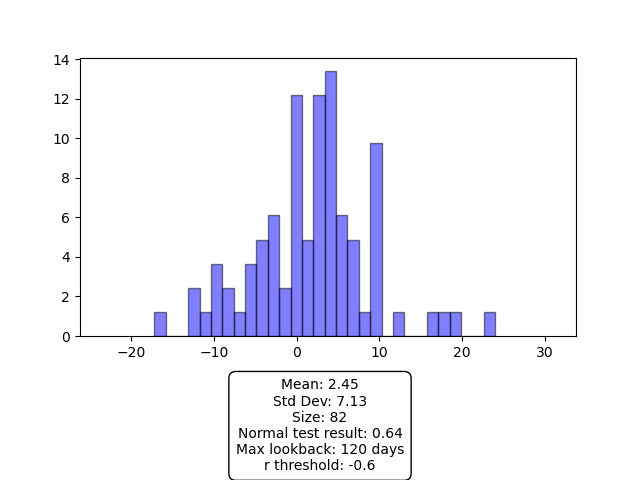 14
12
10
8
6
4
2
0
−20 −10 0 10 20 30
Mean: 2.45
Std Dev: 7.13
Size: 82
Normal test result: 0.64
Max lookback: 120 days
r threshold: -0.6